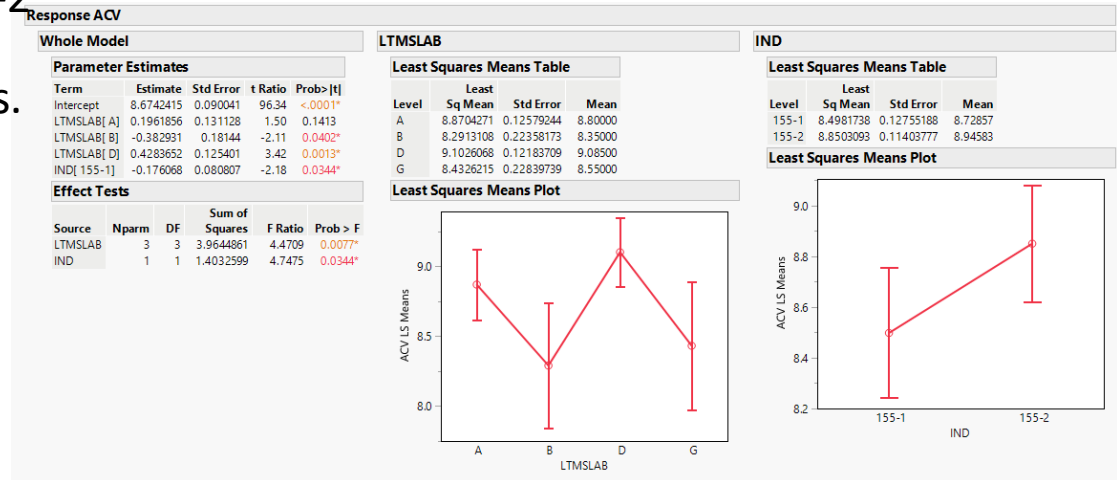 Response ACV
Whole Model
Parameter Estimates
Term Estimate Std Error t Ratio Prob>|t|
Intercept 8.6742415 0.090041 96.34 <.0001*
LTMSLAB[ A] 0.1961856 0.131128 1.50 0.1413
LTMSLAB[ B] -0.382931 0.18144 -2.11 0.0402*
LTMSLAB[ D] 0.4283652 0.125401 3.42 0.0013*
IND[ 155-1] -0.176068 0.080807 -2.18 0.0344*
Effect Tests
Source Nparm DF Sum of Squares F Ratio Prob > F
LTMSLAB 3 3 3.9644861 4.4709 0.0077*
IND 1 1 1.4032599 4.7475 0.0344*
s.
LTMSLAB
Least Squares Means Table
Level Least Sq Mean Std Error Mean
A 8.8704271 0.12579244 8.80000
B 8.2913108 0.22358173 8.35000
D 9.1026068 0.12183709 9.08500
G 8.4326215 0.22839739 8.55000
Least Squares Means Plot
ACV LS Means
9.0
8.5
8.0
A B D G
LTMSLAB
IND
Least Squares Means Table
Level Least Sq Mean Std Error Mean
155-1 8.4981738 0.12755188 8.72857
155-2 8.8503093 0.11403777 8.94583
Least Squares Means Plot
ACV LS Means
9.0
8.8
8.6
8.4
8.2
155-1 155-2
IND